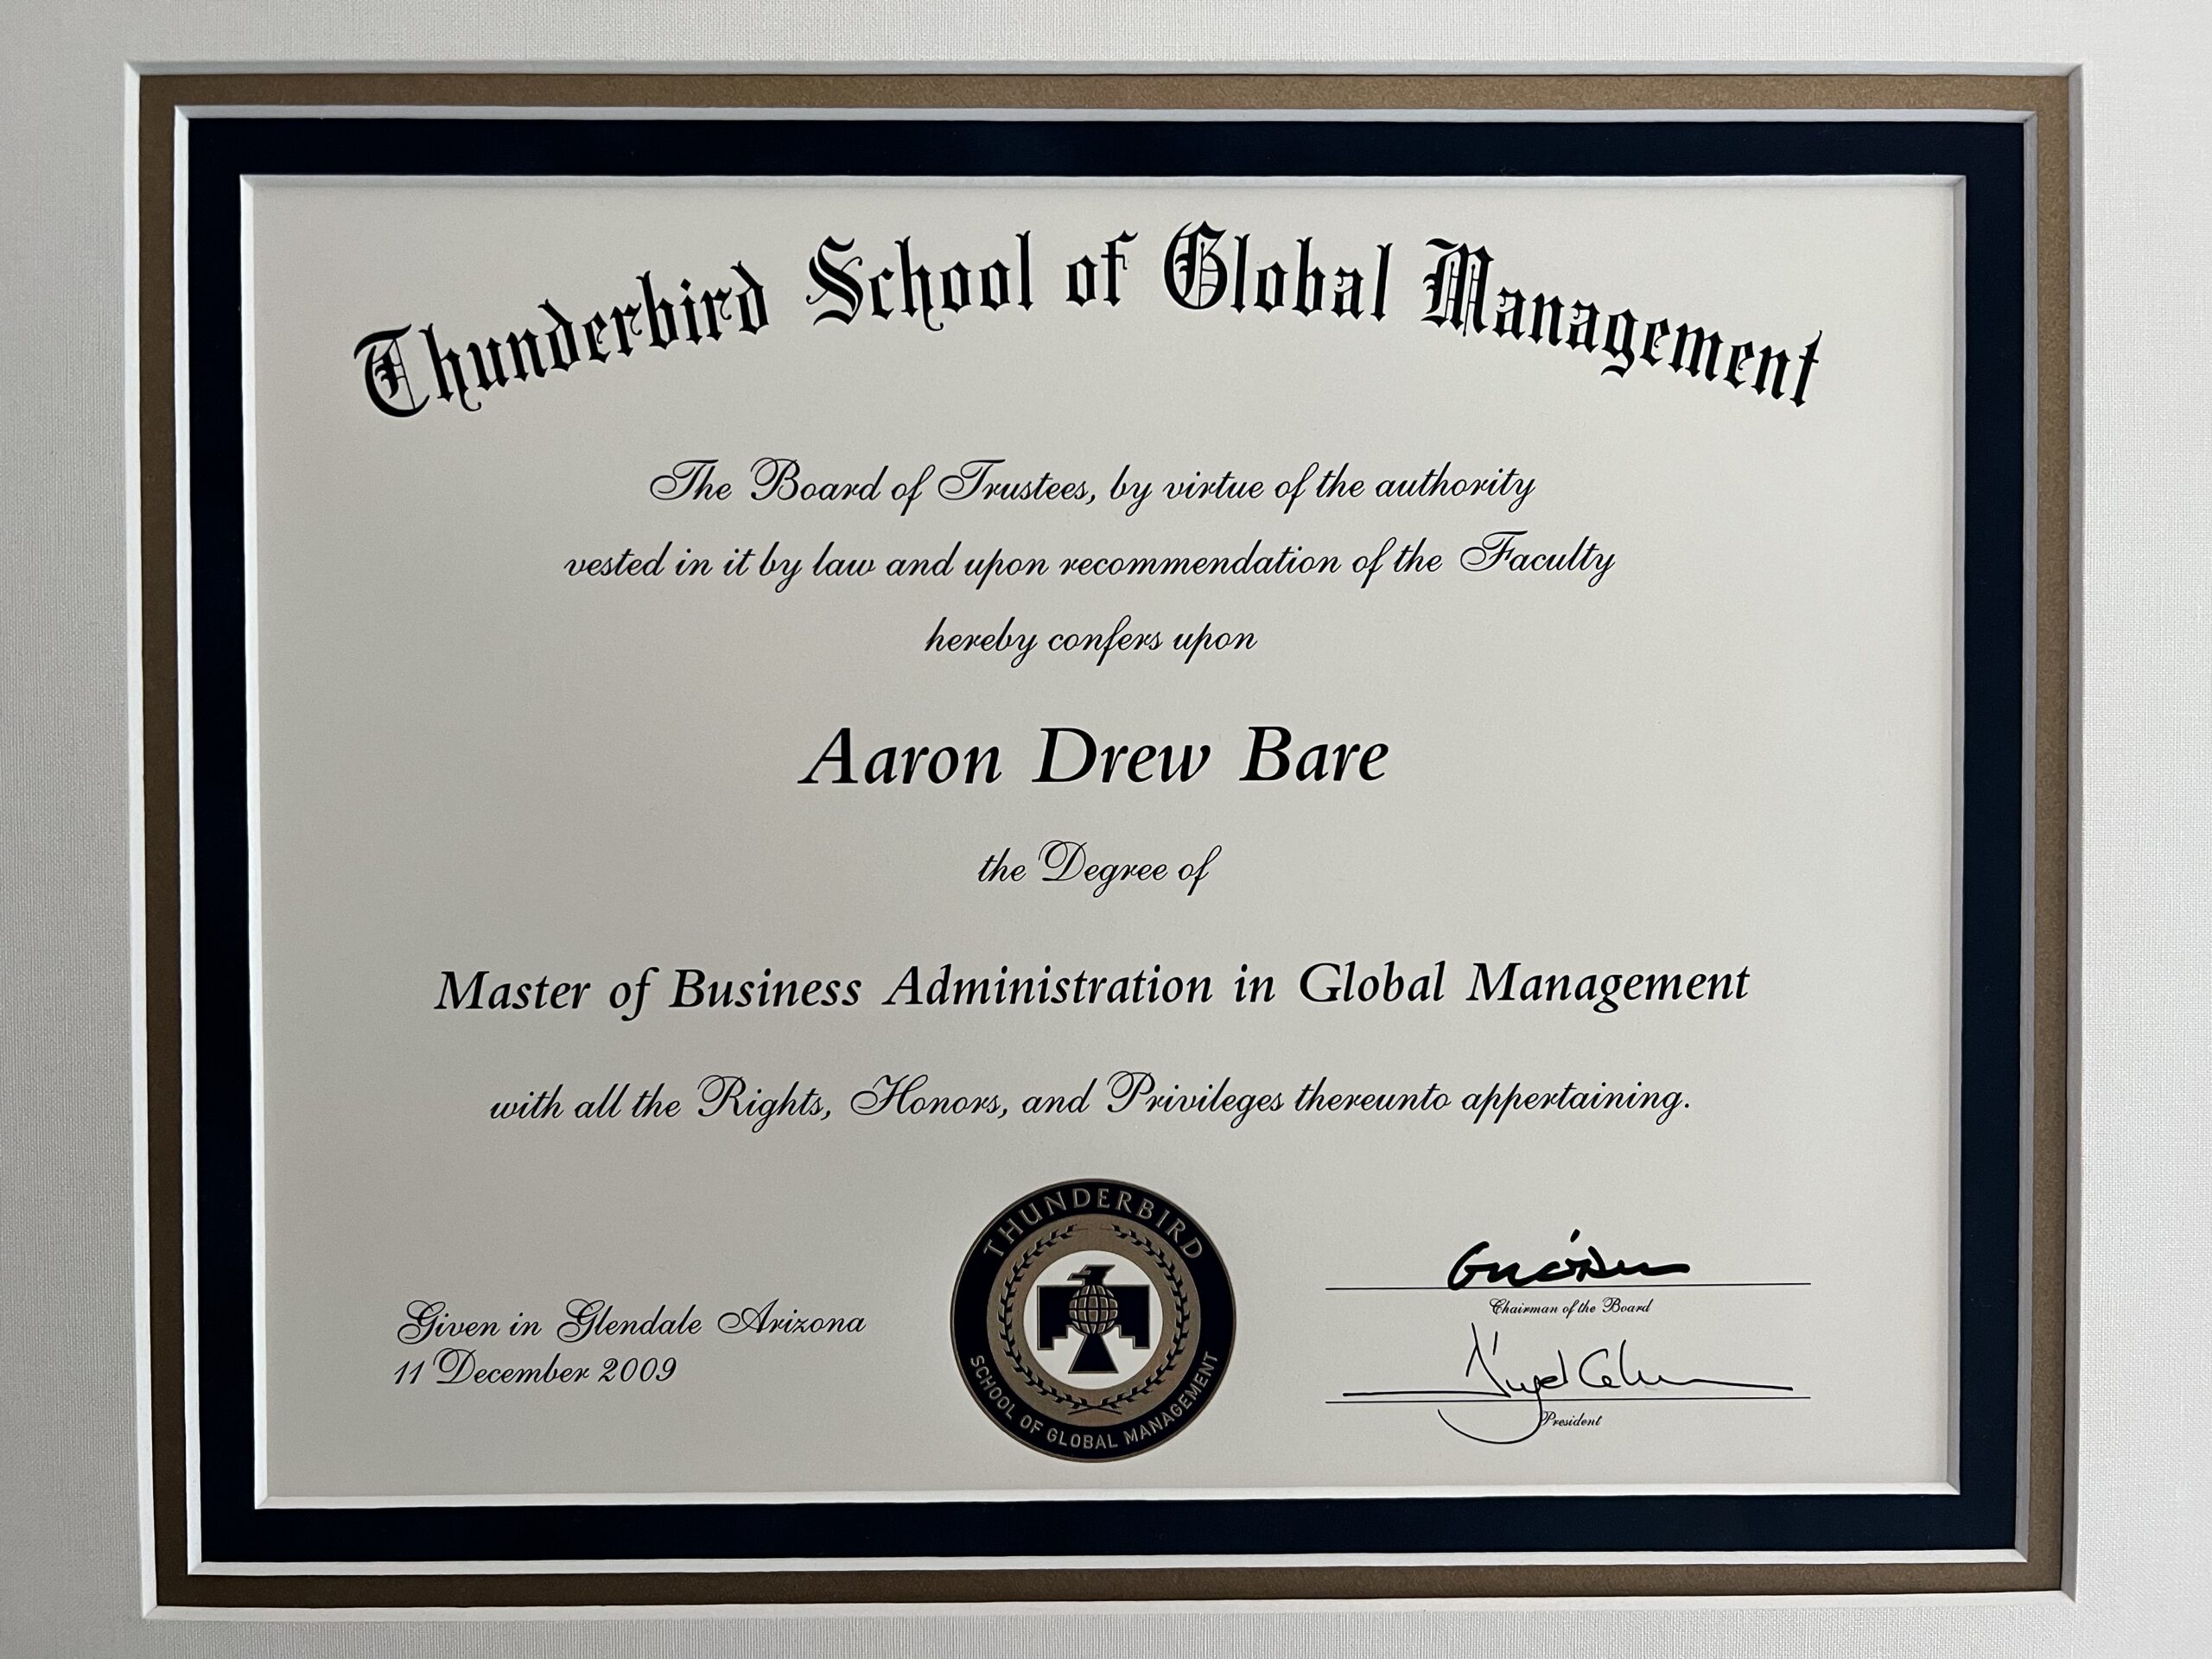 Thunderbird School of Global Management
The Board of Trustees, by virtue of the authority
vested in it by law and upon recommendation of the Faculty
hereby confers upon
Aaron Drew Bare
the Degree of
Master of Business Administration in Global Management
with all the Rights, Honors, and Privileges thereunto appertaining.
Given in Glendale Arizona
11 December 2009
THUNDERBIRD
SCHOOL OF GLOBAL MANAGEMENT
Chairman of the Board
President